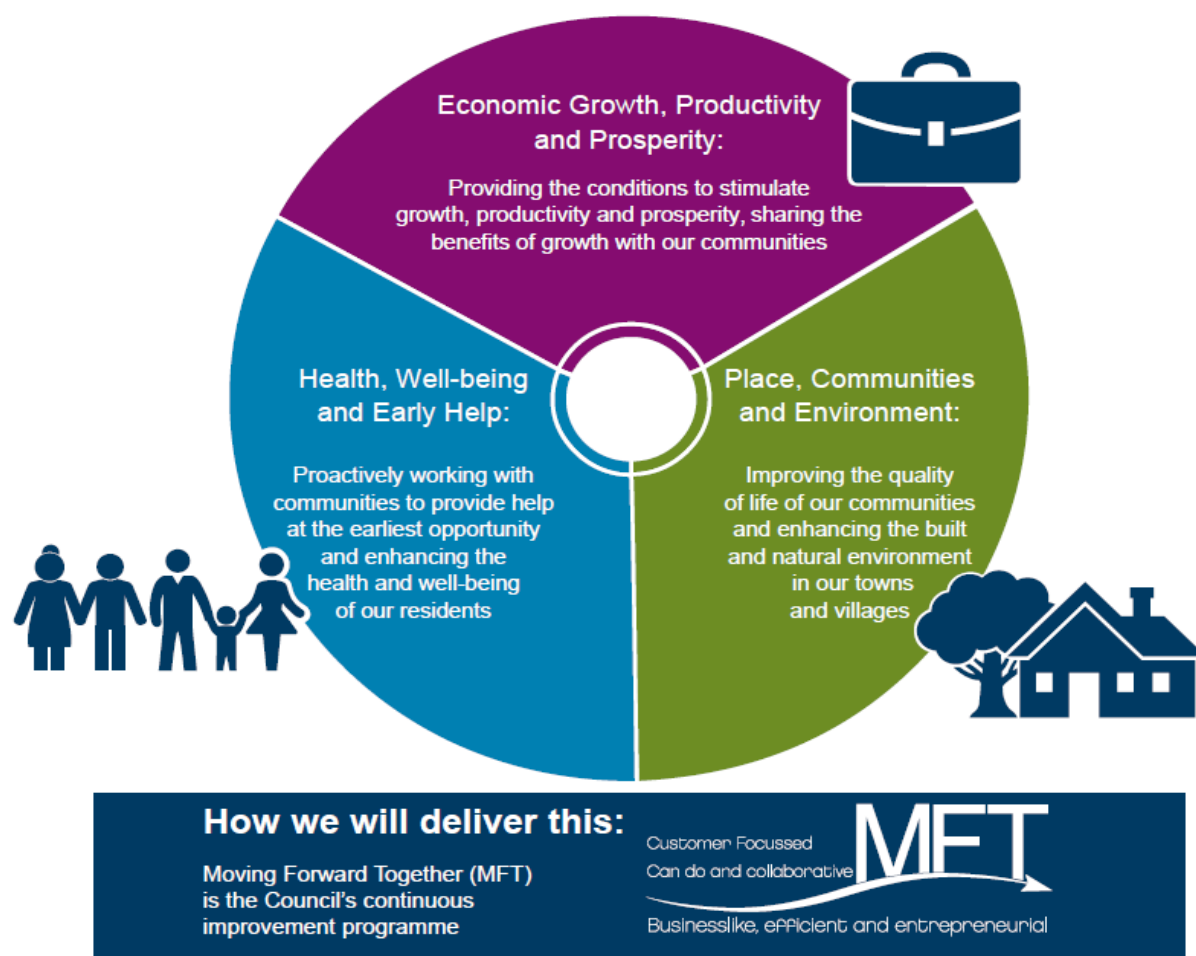 Economic Growth, Productivity
and Prosperity:
Providing the conditions to stimulate
growth, productivity and prosperity, sharing the
benefits of growth with our communities
Health, Well-being
and Early Help:
Proactively working with
communities to provide help
at the earliest opportunity
and enhancing the
health and well-being
of our residents
Place, Communities
and Environment:
Improving the quality
of life of our communities
and enhancing the built
and natural environment
in our towns
and villages
How we will deliver this:
Moving Forward Together (MFT)
is the Council's continuous
improvement programme
Customer Focussed
Can do and collaborative
MFT
Businesslike, efficient and entrepreneurial